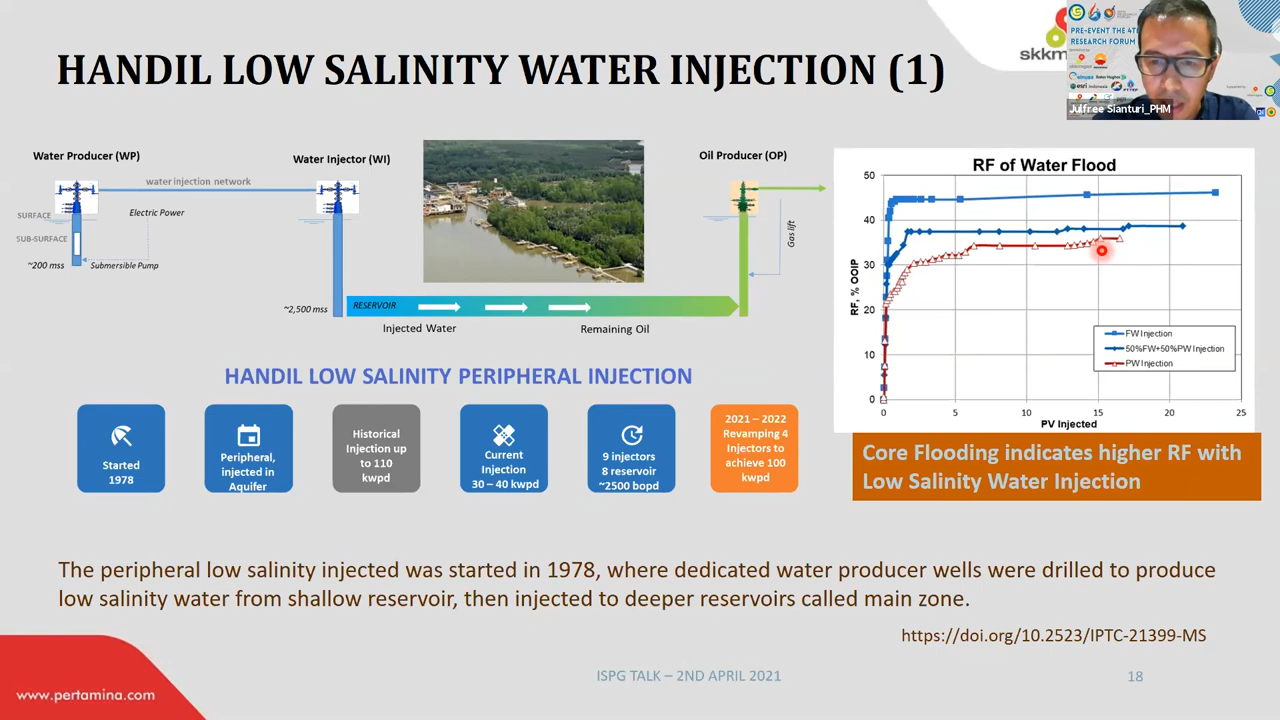 HANDIL LOW SALINITY WATER INJECTION (1)
skkm
PRE-EVENT THE 4TH
RESEARCH FORUM
Julfree Sianturi_PHM
Water Producer (WP)
Water Injector (WI)
Oil Producer (OP)
water injection network
Electric Power
SURFACE
SUB-SURFACE
~200 mss
Submersible Pump
Gas lift
~2,500 mss
RESERVOIR
Injected Water
Remaining Oil
RF of Water Flood
50
40
30
20
10
0
RF, % OOIP
0
5
10
15
20
25
PV Injected
FW Injection
50%FW+50%PW Injection
PW Injection
HANDIL LOW SALINITY PERIPHERAL INJECTION
Started
1978
Peripheral,
injected in
Aquifer
Historical
Injection up
to 110
kwpd
Current
Injection
30 – 40 kwpd
9 injectors
8 reservoir
~2500 bopd
2021 – 2022
Revamping 4
Injectors to
achieve 100
kwpd
Core Flooding indicates higher RF with
Low Salinity Water Injection
The peripheral low salinity injected was started in 1978, where dedicated water producer wells were drilled to produce
low salinity water from shallow reservoir, then injected to deeper reservoirs called main zone.
https://doi.org/10.2523/IPTC-21399-MS
www.pertamina.com
ISPG TALK – 2ND APRIL 2021
18